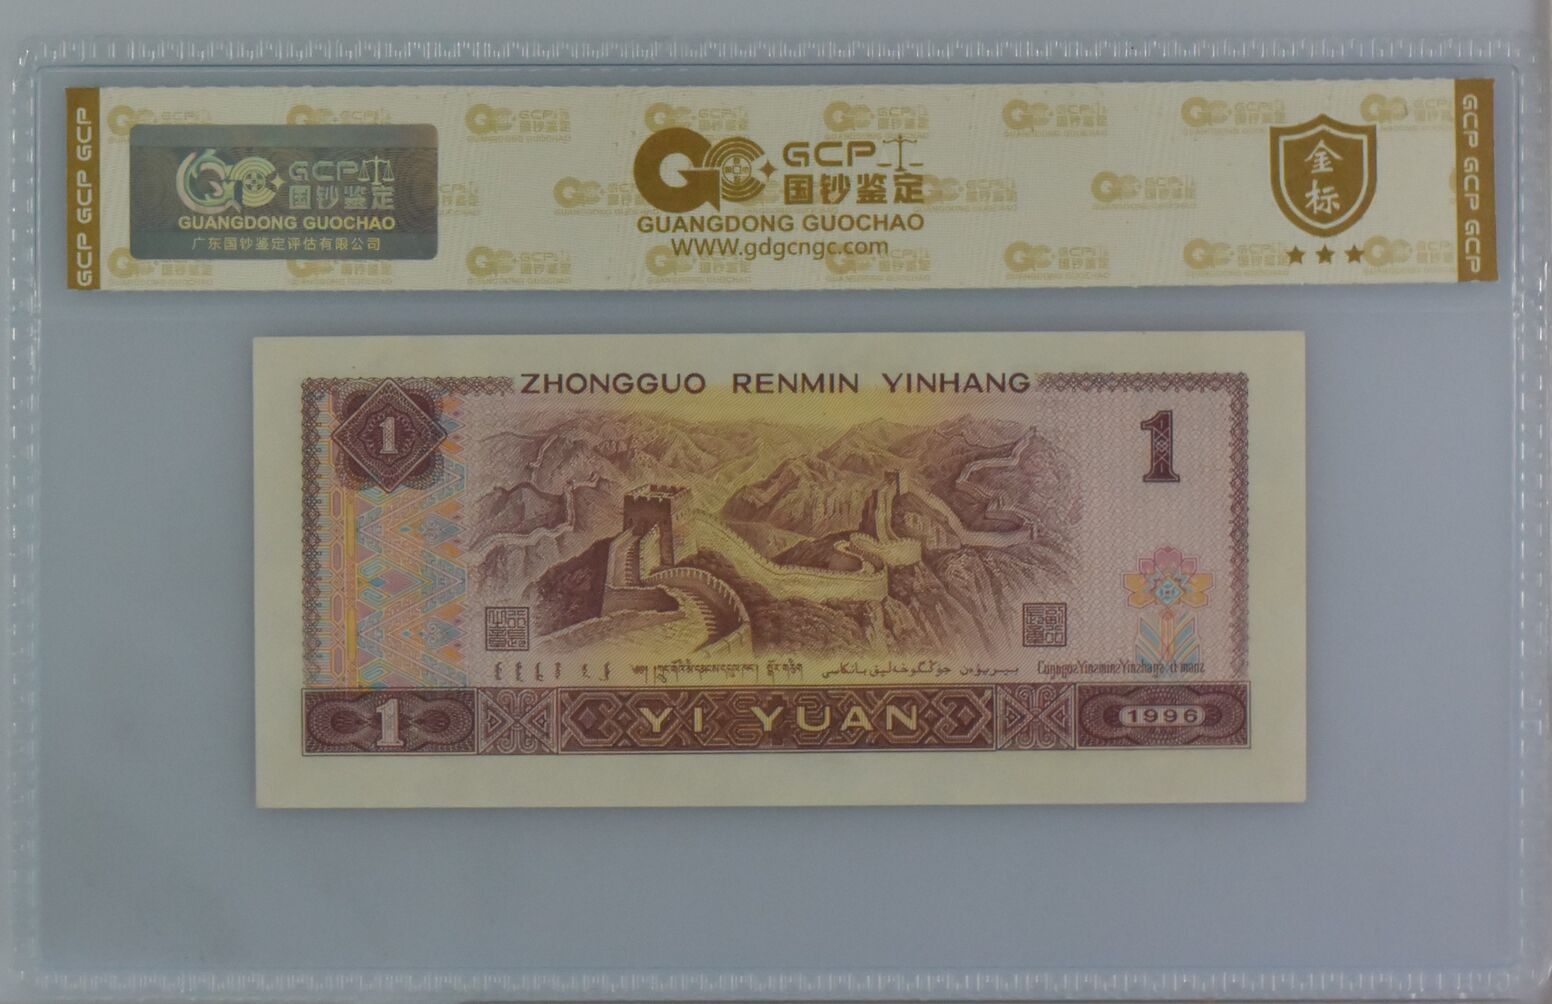 GCP GCP GCP
GCP
国钞鉴定
GUANGDONG GUOCHAO
广东国钞鉴定评估有限公司
GCP
国钞鉴定
GUANGDONG GUOCHAO
WWW.gdgcngc.com
金标
GCP GCP GCP
ZHONGGUO RENMIN YINHANG
1
1
1
YI YUAN
1996